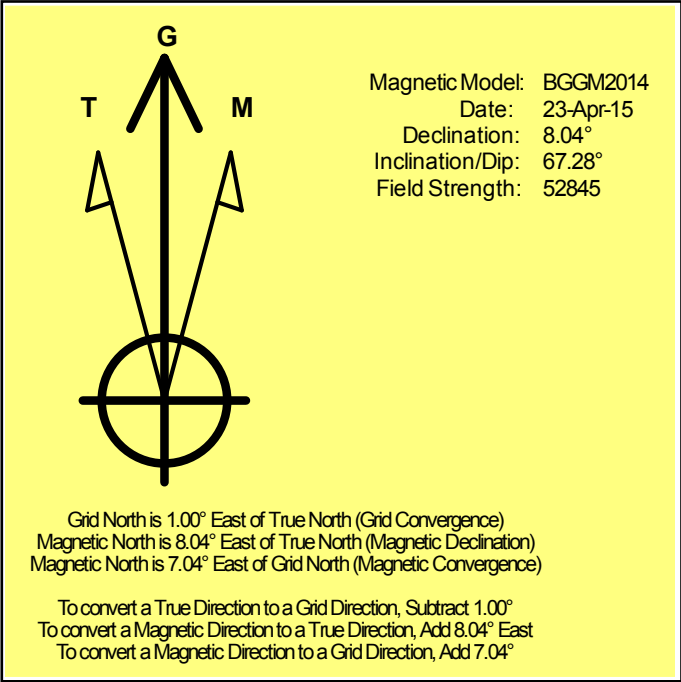 G
T M
Magnetic Model: BGGM2014
Date: 23-Apr-15
Declination: 8.04°
Inclination/Dip: 67.28°
Field Strength: 52845
Grid North is 1.00° East of True North (Grid Convergence)
Magnetic North is 8.04° East of True North (Magnetic Declination)
Magnetic North is 7.04° East of Grid North (Magnetic Convergence)
To convert a True Direction to a Grid Direction, Subtract 1.00°
To convert a Magnetic Direction to a True Direction, Add 8.04° East
To convert a Magnetic Direction to a Grid Direction, Add 7.04°